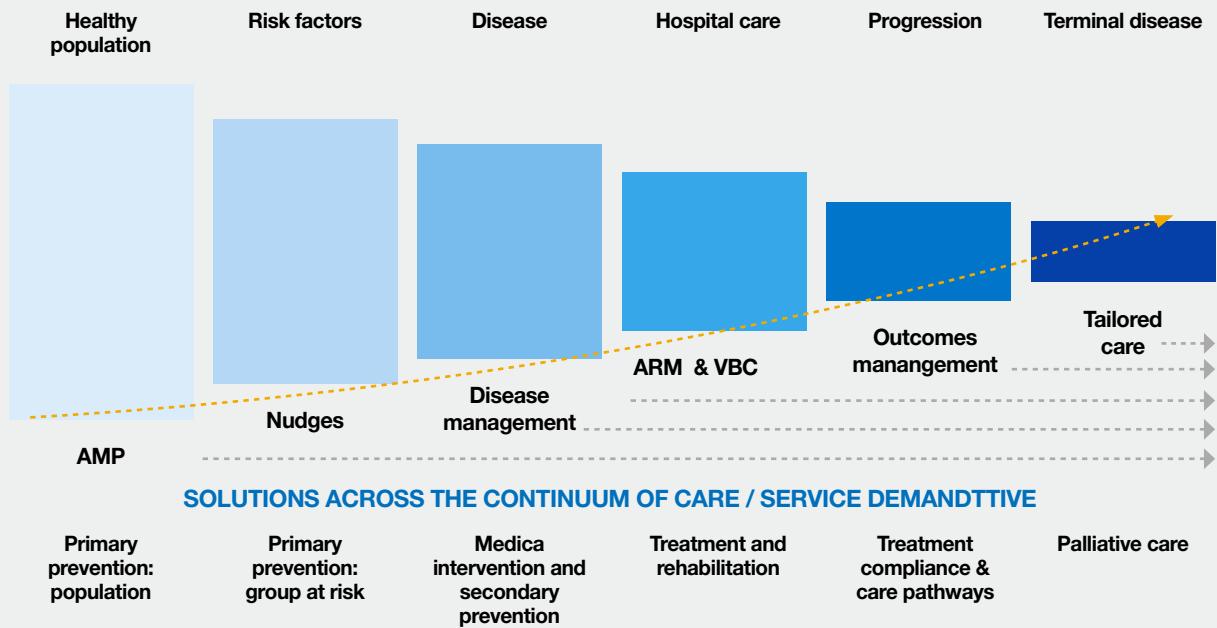 Healthy
population
Risk factors
Disease
Hospital care
Progression
Terminal disease
AMP
Nudges
Disease
management
ARM & VBC
Outcomes
manangement
Tailored
care
SOLUTIONS ACROSS THE CONTINUUM OF CARE / SERVICE DEMANDTTIVE
Primary
prevention:
population
Primary
prevention:
group at risk
Medica
intervention and
secondary
prevention
Treatment and
rehabilitation
Treatment
compliance &
care pathways
Palliative care